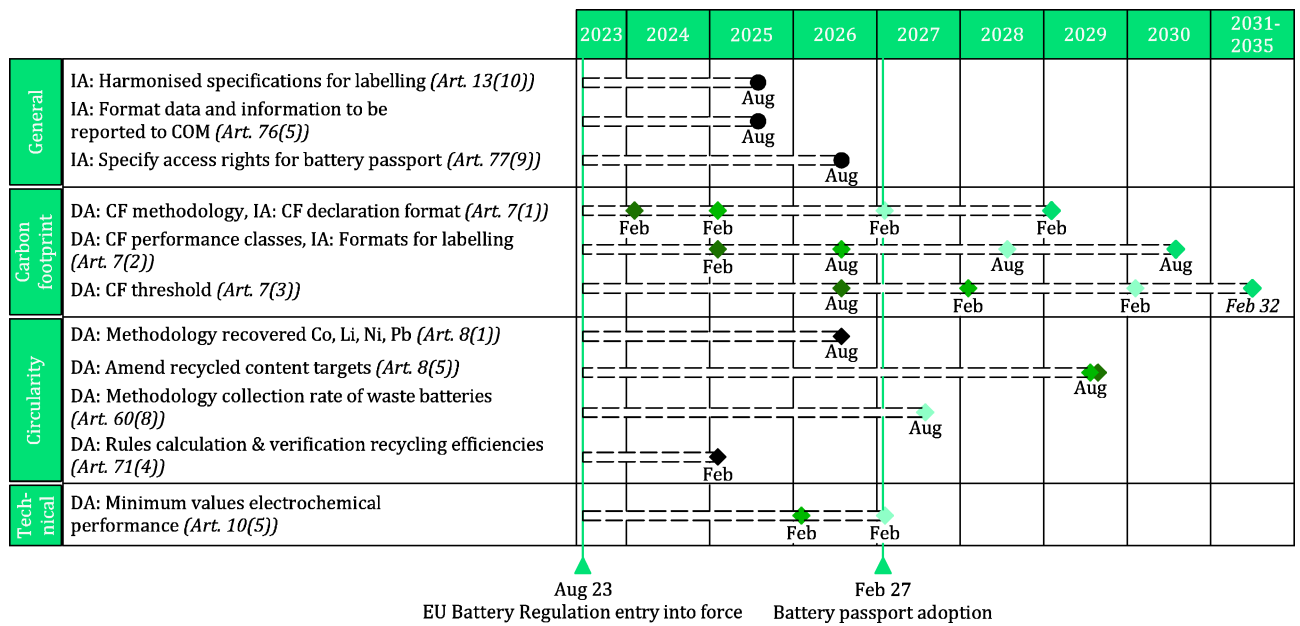 2023 2024 2025 2026 2027 2028 2029 2030 2031-
2035
General
IA: Harmonised specifications for labelling (Art. 13(10))
Aug
IA: Format data and information to be
reported to COM (Art. 76(5))
Aug
IA: Specify access rights for battery passport (Art. 77(9))
Aug
Carbon
footprint
DA: CF methodology, IA: CF declaration format (Art. 7(1))
Feb Feb Feb Feb
DA: CF performance classes, IA: Formats for labelling
(Art. 7(2))
Feb Aug Aug Aug
DA: CF threshold (Art. 7(3))
Aug Feb Feb Feb 32
Circularity
DA: Methodology recovered Co, Li, Ni, Pb (Art. 8(1))
Aug
DA: Amend recycled content targets (Art. 8(5))
Aug
DA: Methodology collection rate of waste batteries
(Art. 60(8))
Aug
DA: Rules calculation & verification recycling efficiencies
(Art. 71(4))
Feb
Tech-
nical
DA: Minimum values electrochemical
performance (Art. 10(5))
Feb Feb
Aug 23
EU Battery Regulation entry into force
Feb 27
Battery passport adoption